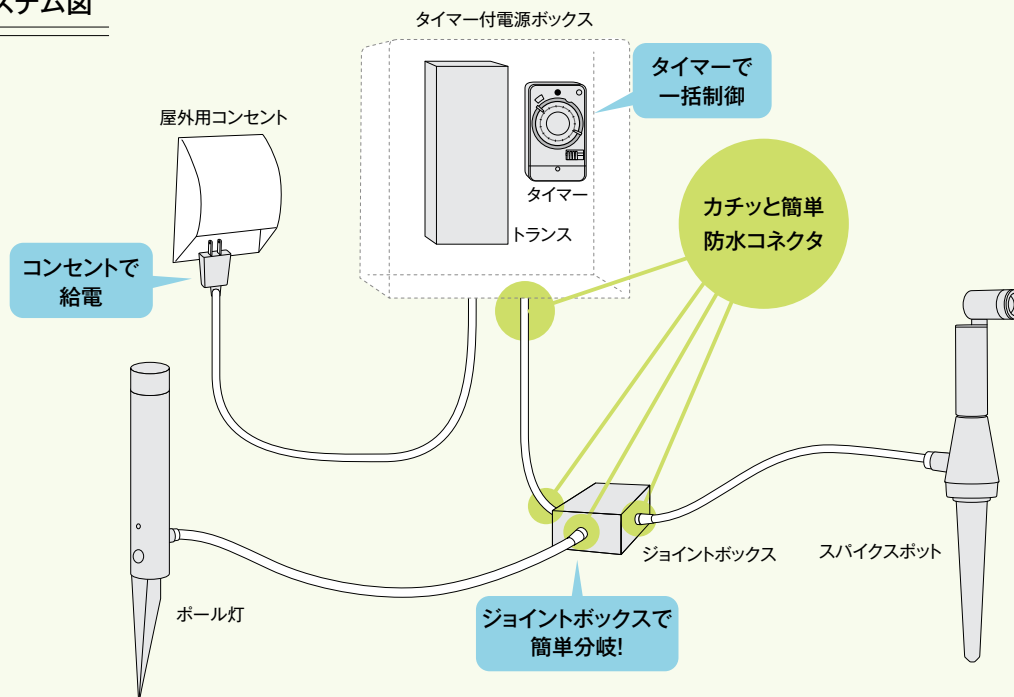 ステム図
タイマー付電源ボックス
タイマーで
一括制御
屋外用コンセント
タイマー
トランス
カチッと簡単
防水コネクタ
コンセントで
給電
ジョイントボックス
スパイクスポット
ポール灯
ジョイントボックスで
簡単分岐!